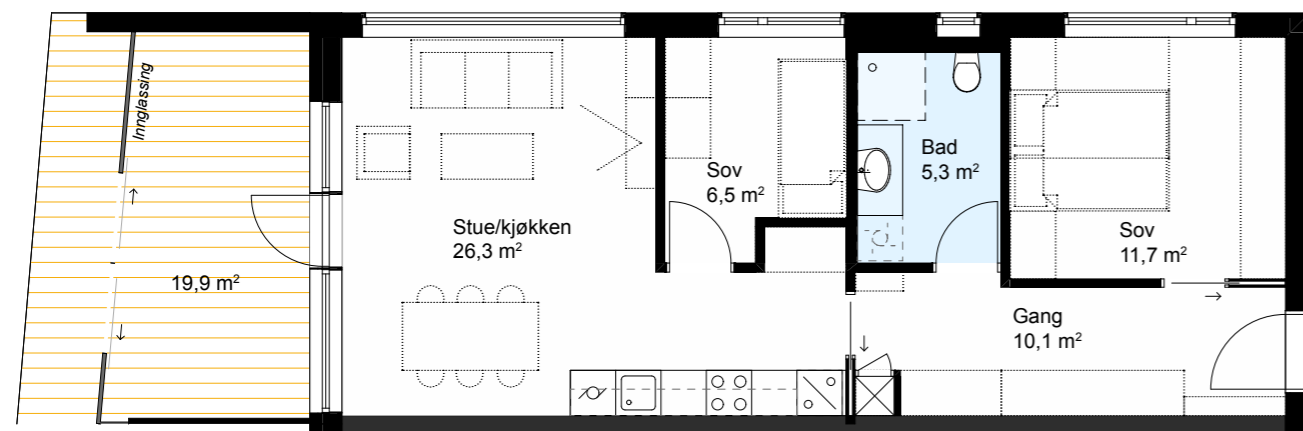 Innglassing
19,9 m²
Stue/kjøkken
26,3 m²
Sov
6,5 m²
Bad
5,3 m²
Sov
11,7 m²
Gang
10,1 m²